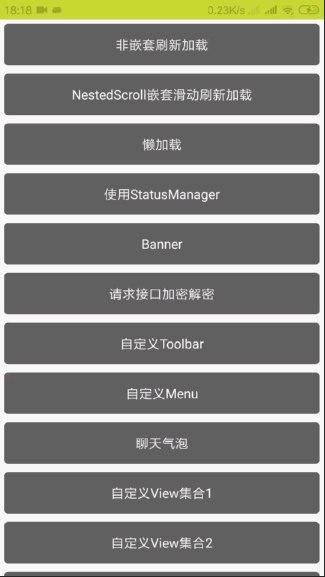 18:18
0.23K/s
非嵌套刷新加载
NestedScroll嵌套滑动刷新加载
懒加载
使用StatusManager
Banner
请求接口加密解密
自定义Toolbar
自定义Menu
聊天气泡
自定义View集合1
自定义View集合2